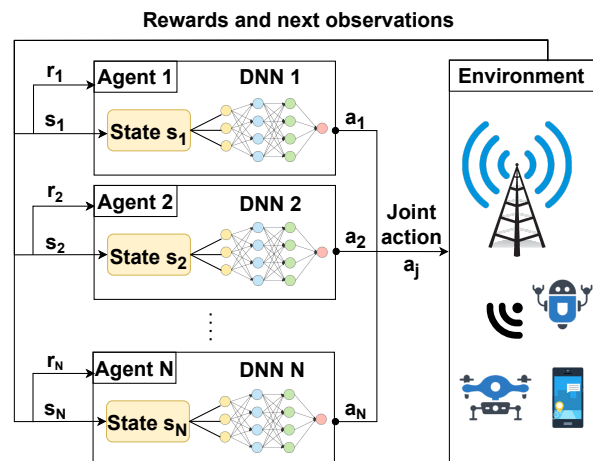 Rewards and next observations
r1
Agent 1
DNN 1
s1
State s1
a1
r2
Agent 2
DNN 2
s2
State s2
a2
rN
Agent N
DNN N
sN
State sN
aN
Joint
action
aj
Environment